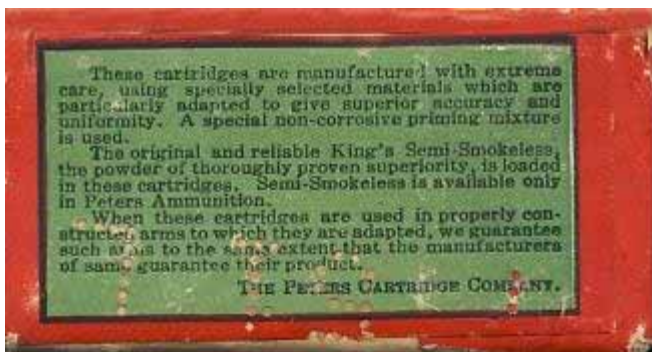 These cartridges are manufactured with extreme
care, using specially selected materials which are
particularly adapted to give superior accuracy and
uniformity. A special non-corrosive priming mixture
is used.
The original and reliable King's Semi-Smokeless,
the powder of thoroughly proven superiority, is loaded
in these cartridges. Semi-Smokeless is available only
in Peters Ammunition.
When these cartridges are used in properly con-
structed arms to which they are adapted, we guarantee
such arms to the same extent that the manufacturers
of same guarantee their product.
THE PETERS CARTRIDGE COMPANY.